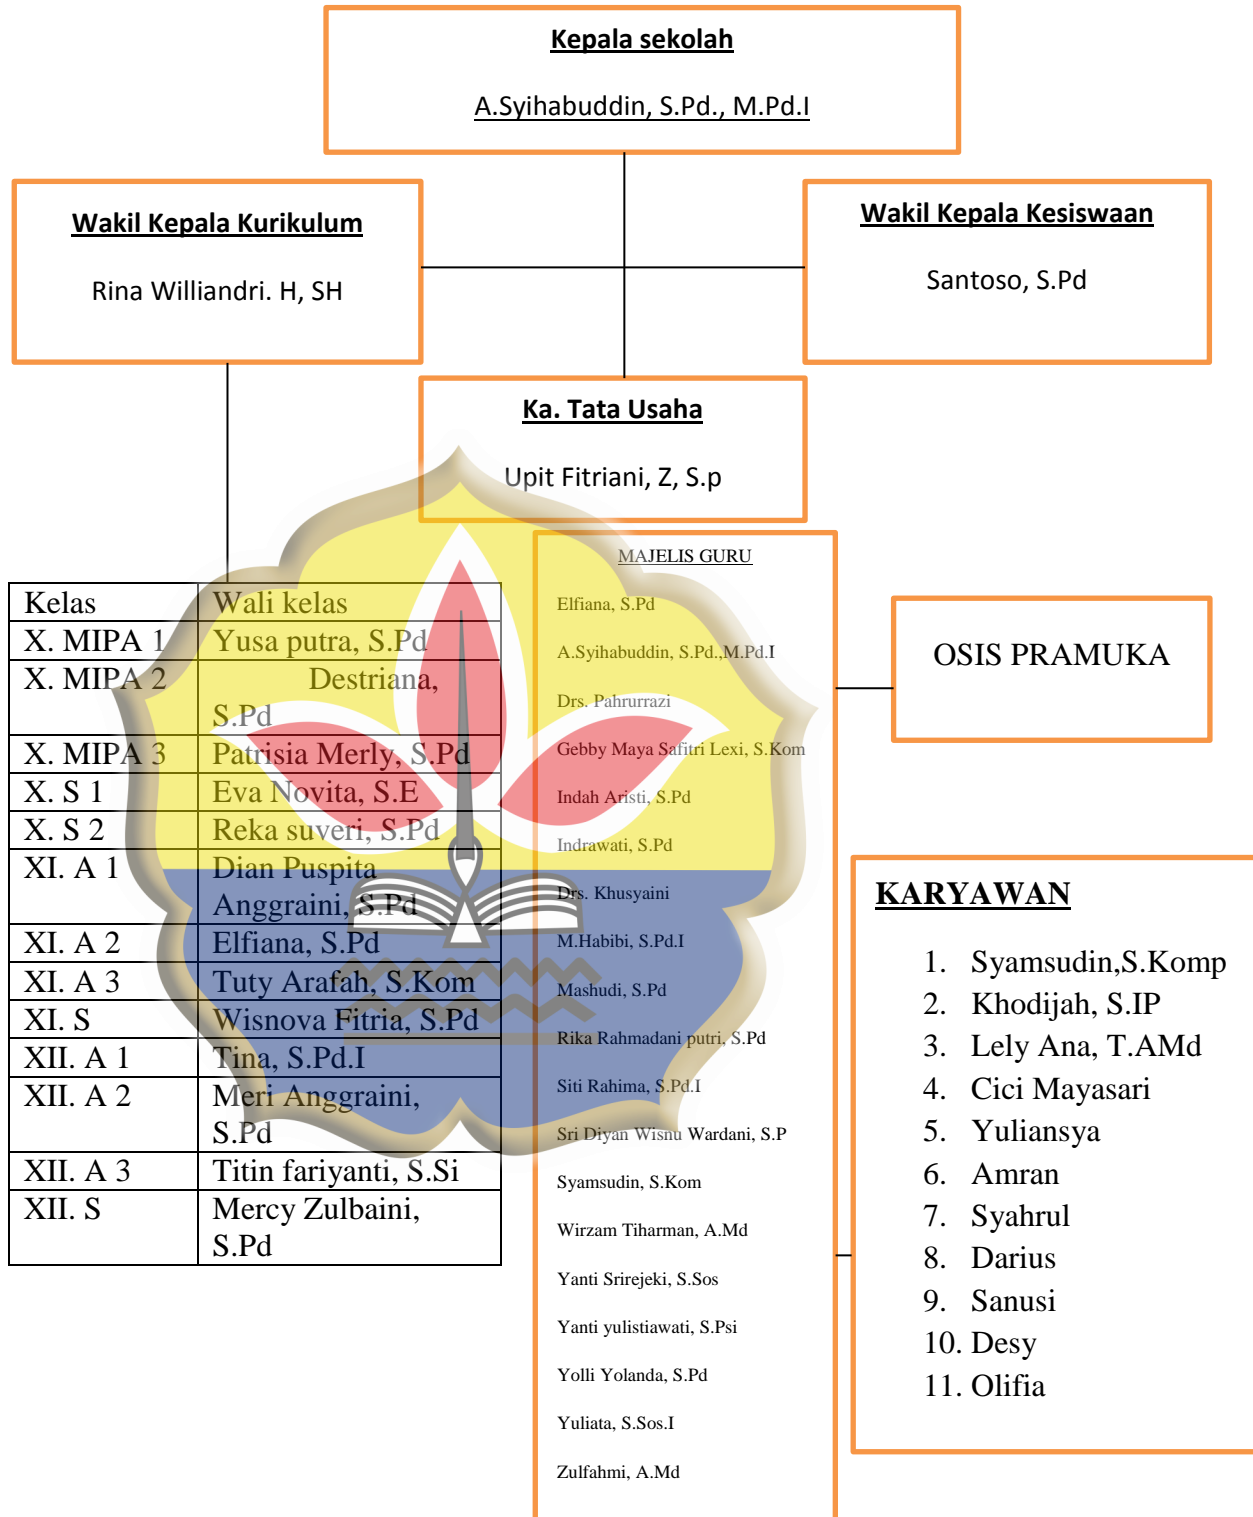 Kepala sekolah
A.Syihabuddin, S.Pd., M.Pd.I
Wakil Kepala Kurikulum
Rina Williandri. H, SH
Wakil Kepala Kesiswaan
Santoso, S.Pd
Ka. Tata Usaha
Upit Fitriani, Z, S.p
Kelas Wali kelas
X. MIPA 1 Yusa putra, S.Pd
X. MIPA 2 Destriana,
S.Pd
X. MIPA 3 Patrisia Merly, S.Pd
X. S 1 Eva Novita, S.E
X. S 2 Reka suveri, S.Pd
XI. A 1 Dian Puspita
Anggraini, S.Pd
XI. A 2 Elfiana, S.Pd
XI. A 3 Tuty Arafah, S.Kom
XI. S Wisnova Fitria, S.Pd
XII. A 1 Tina, S.Pd.I
XII. A 2 Meri Anggraini,
S.Pd
XII. A 3 Titin fariyanti, S.Si
XII. S Mercy Zulbaini,
S.Pd
MAJELIS GURU
Elfiana, S.Pd
A.Syihabuddin, S.Pd.,M.Pd.I
Drs. Pahrurrazi
Gebby Maya Safitri Lexi, S.Kom
Indah Aristi, S.Pd
Indrawati, S.Pd
Drs. Khusyaini
M.Habibi, S.Pd.I
Mashudi, S.Pd
Rika Rahmadani putri, S.Pd
Siti Rahima, S.Pd.I
Sri Diyan Wisnu Wardani, S.P
Syamsudin, S.Kom
Wirzam Tiharman, A.Md
Yanti Srirejeki, S.Sos
Yanti yulistiawati, S.Psi
Yolli Yolanda, S.Pd
Yuliata, S.Sos.I
Zulfahmi, A.Md
OSIS PRAMUKA
KARYAWAN
1. Syamsudin,S.Komp
2. Khodijah, S.IP
3. Lely Ana, T.AMd
4. Cici Mayasari
5. Yuliansya
6. Amran
7. Syahrul
8. Darius
9. Sanusi
10. Desy
11. Olifia